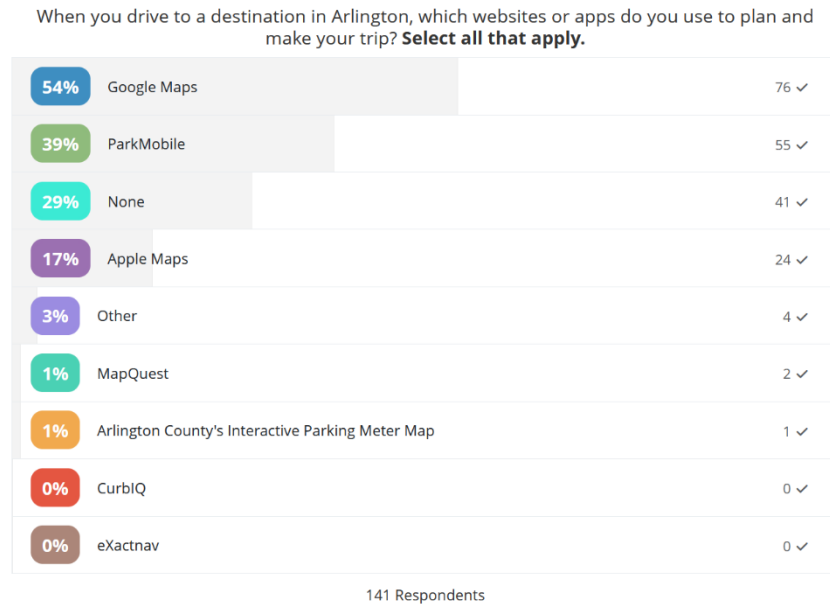 When you drive to a destination in Arlington, which websites or apps do you use to plan and
make your trip? Select all that apply.
54% Google Maps 76 ✓
39% ParkMobile 55 ✓
29% None 41 ✓
17% Apple Maps 24 ✓
3% Other 4 ✓
1% MapQuest 2 ✓
1% Arlington County's Interactive Parking Meter Map 1 ✓
0% CurbIQ 0 ✓
0% eXactnav 0 ✓
141 Respondents